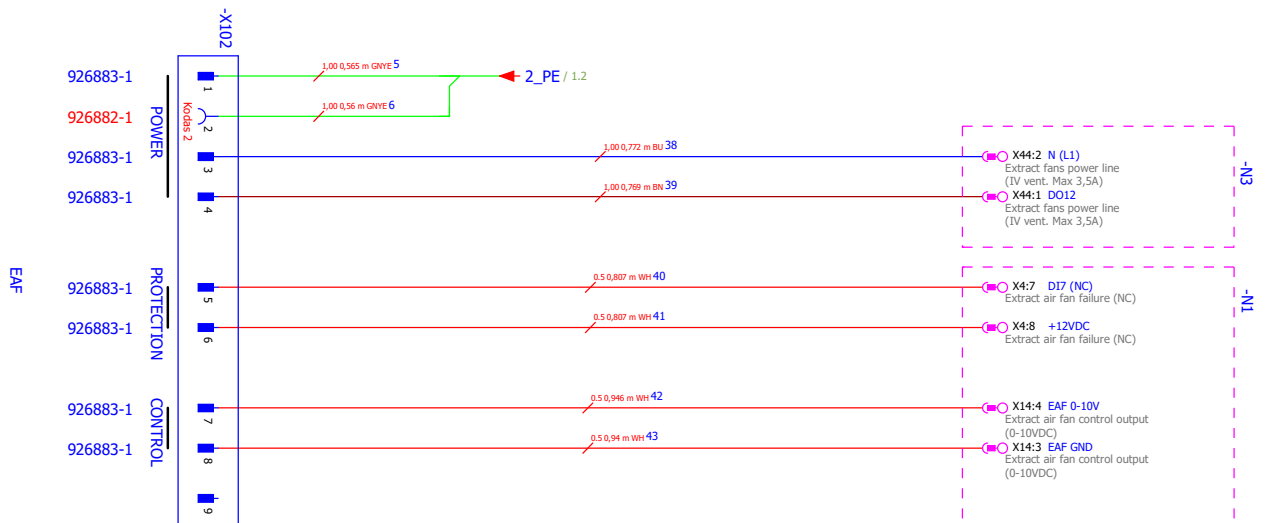 -X102
926883-1
1
1,00 0,565 m GNYE 5
2_PE / 1.2
926882-1
Kodas 2
2
1,00 0,56 m GNYE 6
POWER
926883-1
3
1,00 0,772 m BU 38
X44:2 N (L1)
Extract fans power line
(IV vent. Max 3,5A)
-N3
926883-1
4
1,00 0,769 m BN 39
X44:1 DO12
Extract fans power line
(IV vent. Max 3,5A)
EAF
PROTECTION
926883-1
5
0.5 0,807 m WH 40
X4:7 DI7 (NC)
Extract air fan failure (NC)
-N1
926883-1
6
0.5 0,807 m WH 41
X4:8 +12VDC
Extract air fan failure (NC)
CONTROL
926883-1
7
0.5 0,946 m WH 42
X14:4 EAF 0-10V
Extract air fan control output
(0-10VDC)
926883-1
8
0.5 0,94 m WH 43
X14:3 EAF GND
Extract air fan control output
(0-10VDC)
9